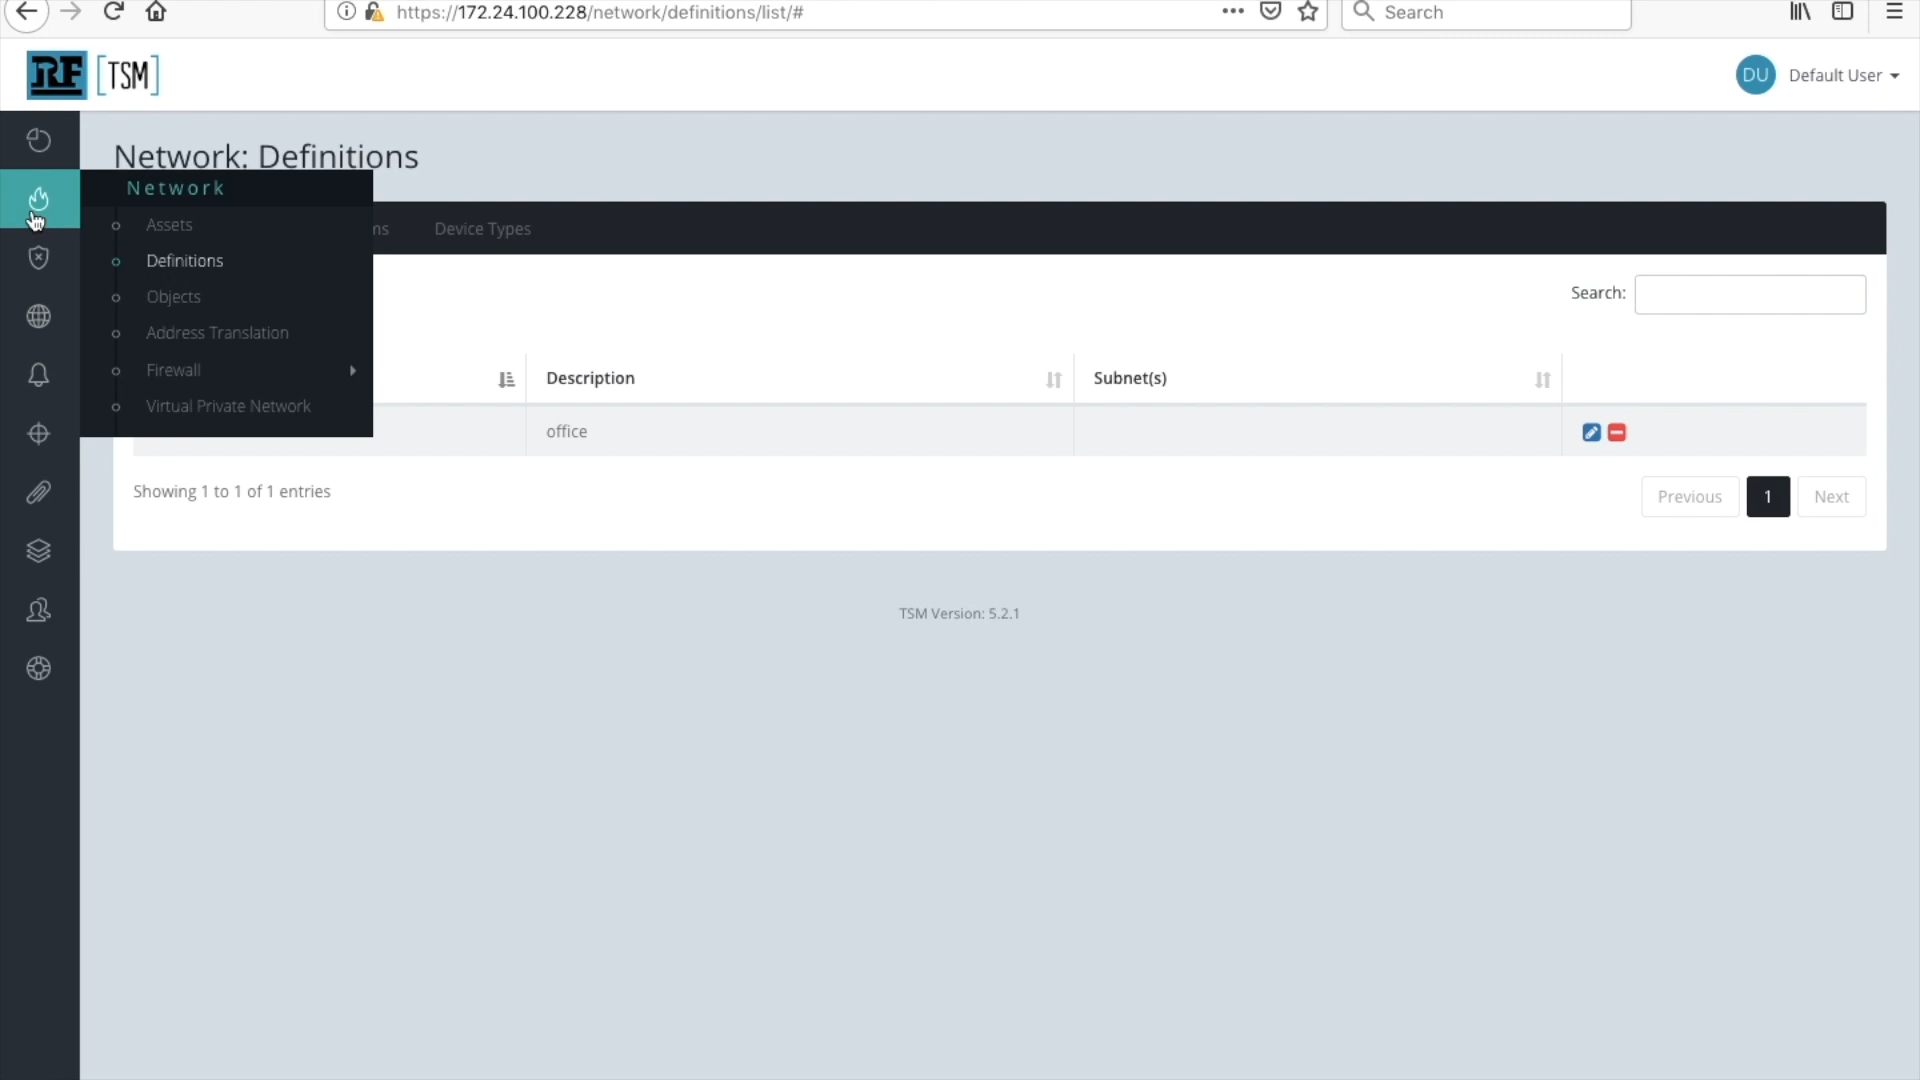 https://172.24.100.228/network/definitions/list/#
Search
RF [TSM]
DU Default User
Network: Definitions
Network
Assets
Definitions
Objects
Address Translation
Firewall
Virtual Private Network
ns Device Types
Search:
Description Subnet(s)
office
Showing 1 to 1 of 1 entries
Previous 1 Next
TSM Version: 5.2.1